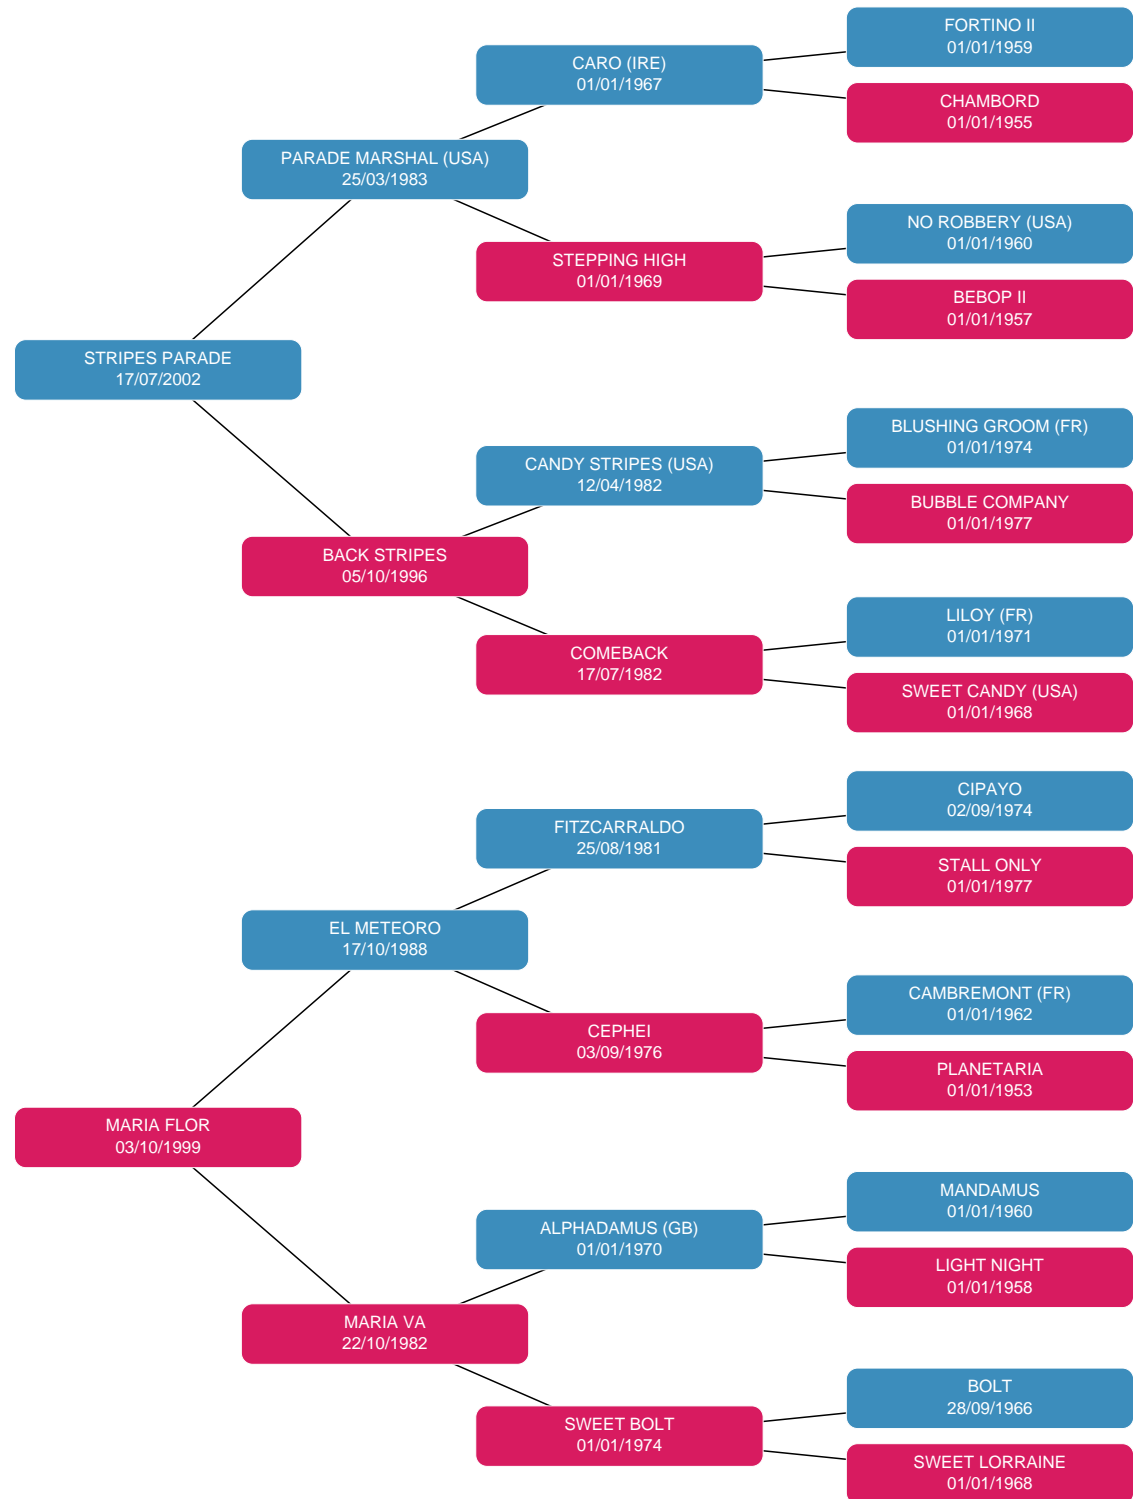 FORTINO II
01/01/1959
CARO (IRE)
01/01/1967
CHAMBORD
01/01/1955
PARADE MARSHAL (USA)
25/03/1983
NO ROBBERY (USA)
01/01/1960
STEPPING HIGH
01/01/1969
BEBOP II
01/01/1957
STRIPES PARADE
17/07/2002
BLUSHING GROOM (FR)
01/01/1974
CANDY STRIPES (USA)
12/04/1982
BUBBLE COMPANY
01/01/1977
BACK STRIPES
05/10/1996
LILOY (FR)
01/01/1971
COMEBACK
17/07/1982
SWEET CANDY (USA)
01/01/1968
CIPAYO
02/09/1974
FITZCARRALDO
25/08/1981
STALL ONLY
01/01/1977
EL METEORO
17/10/1988
CAMBREMONT (FR)
01/01/1962
CEPHEI
03/09/1976
PLANETARIA
01/01/1953
MARIA FLOR
03/10/1999
MANDAMUS
01/01/1960
ALPHADAMUS (GB)
01/01/1970
LIGHT NIGHT
01/01/1958
MARIA VA
22/10/1982
BOLT
28/09/1966
SWEET BOLT
01/01/1974
SWEET LORRAINE
01/01/1968